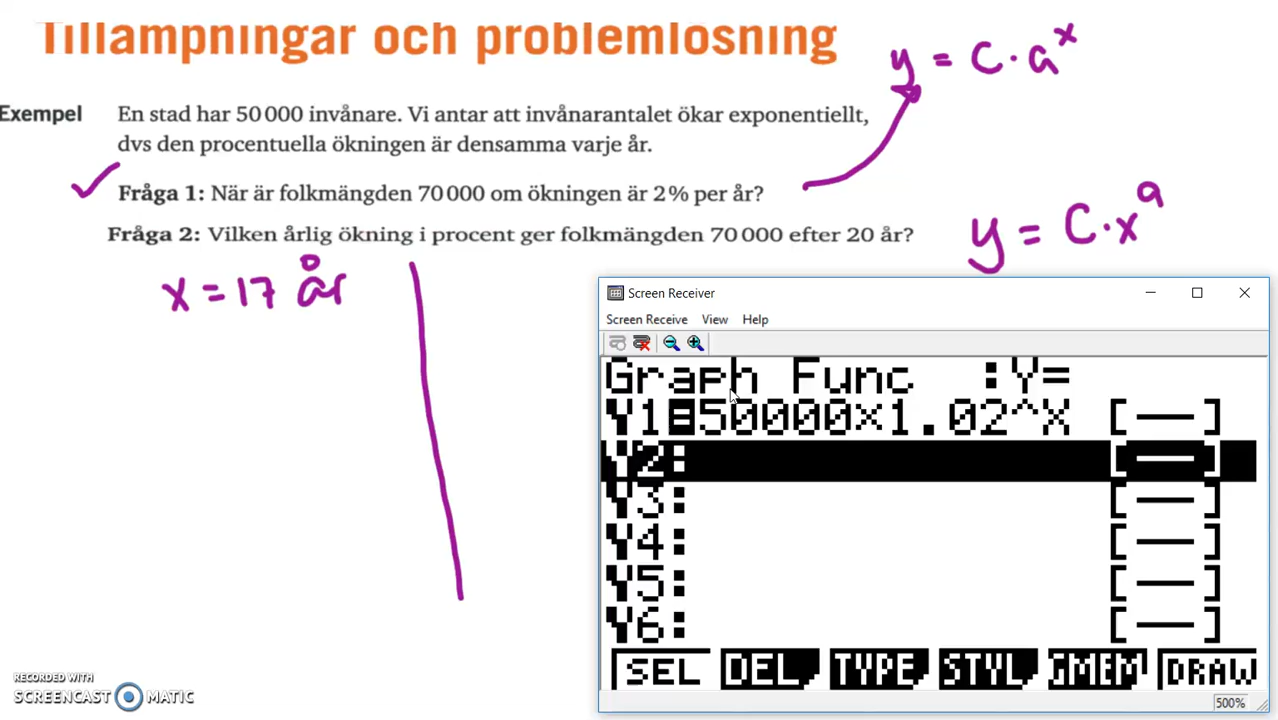 Tillämpningar och problemlösning
y = C · a^x
Exempel En stad har 50 000 invånare. Vi antar att invånarantalet ökar exponentiellt,
dvs den procentuella ökningen är densamma varje år.
Fråga 1: När är folkmängden 70 000 om ökningen är 2 % per år?
Fråga 2: Vilken årlig ökning i procent ger folkmängden 70 000 efter 20 år?
y = C · x^a
x = 17 år
Screen Receiver
Screen Receive View Help
Graph Func :Y=
Y1=50000×1.02^X [—]
Y2: [—]
Y3: [—]
Y4: [—]
Y5: [—]
Y6: [—]
SEL DEL TYPE STYL GMEM DRAW
500%
RECORDED WITH
SCREENCAST MATIC